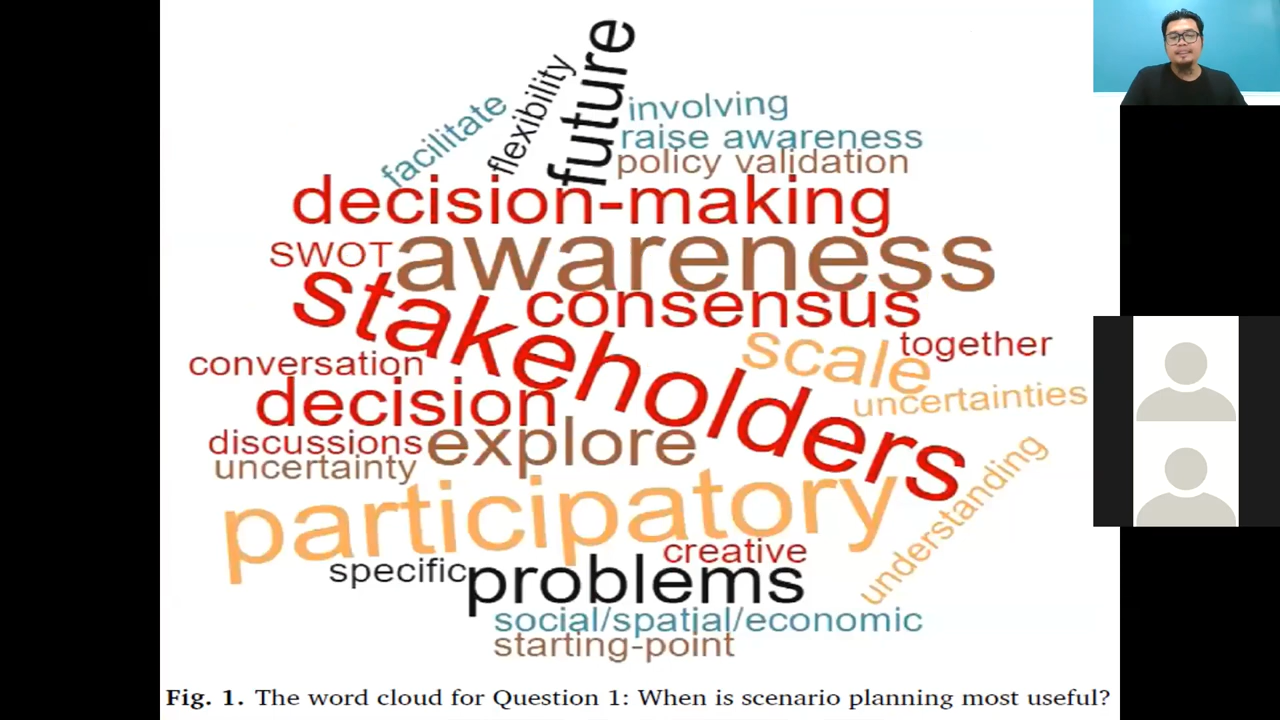 future
flexibility
facilitate
involving
raise awareness
policy validation
decision-making
SWOT
awareness
stakeholders
consensus
scale
together
conversation
uncertainties
decision
discussions
explore
uncertainty
participatory
understanding
creative
specific
problems
social/spatial/economic
starting-point
Fig. 1. The word cloud for Question 1: When is scenario planning most useful?